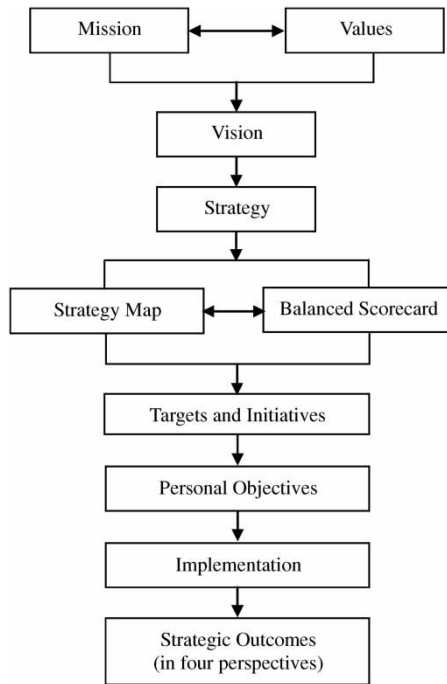 Mission
Values
Vision
Strategy
Strategy Map
Balanced Scorecard
Targets and Initiatives
Personal Objectives
Implementation
Strategic Outcomes
(in four perspectives)